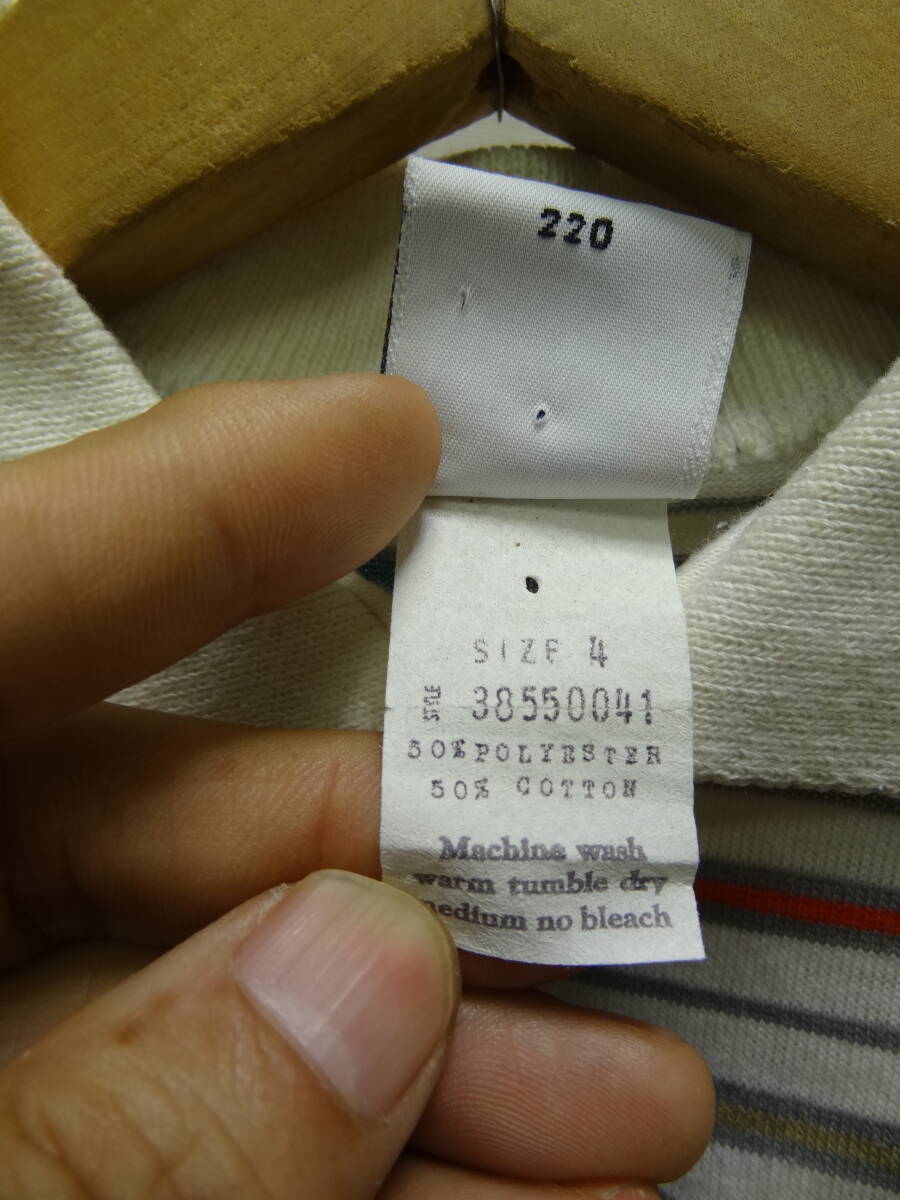 220
SIZE 4
STYLE 38550041
50% POLYESTER
50% COTTON
Machine wash
warm tumble dry
medium no bleach